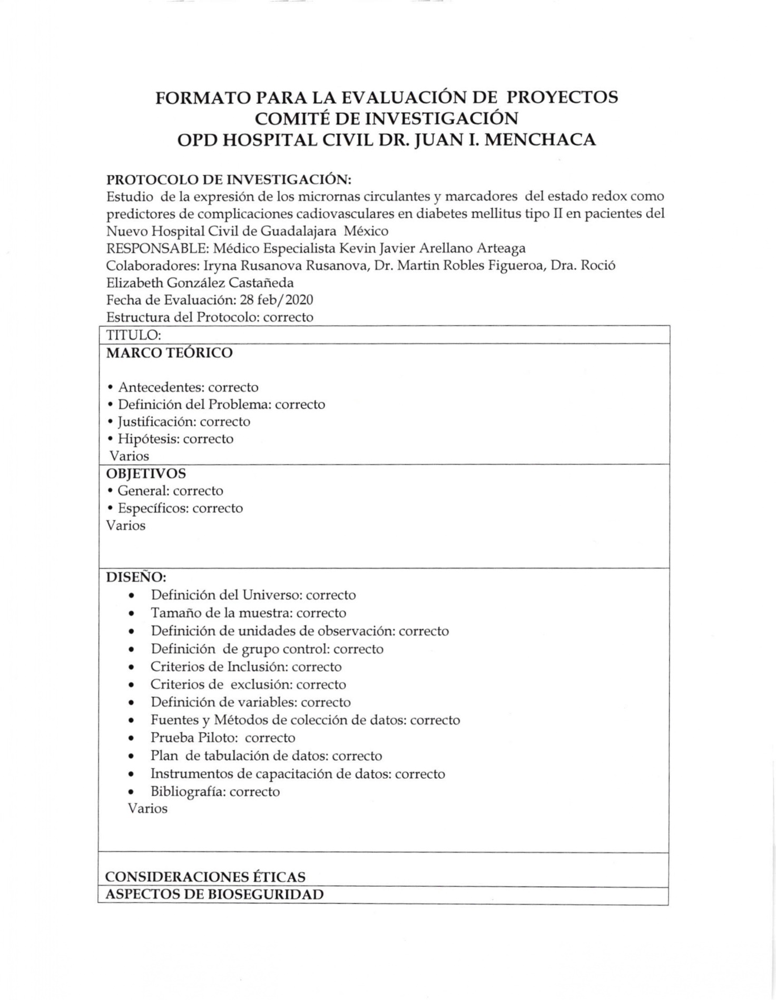 FORMATO PARA LA EVALUACIÓN DE PROYECTOS
COMITÉ DE INVESTIGACIÓN
OPD HOSPITAL CIVIL DR. JUAN I. MENCHACA
PROTOCOLO DE INVESTIGACIÓN:
Estudio de la expresión de los micrornas circulantes y marcadores del estado redox como
predictores de complicaciones cadiovasculares en diabetes mellitus tipo II en pacientes del
Nuevo Hospital Civil de Guadalajara México
RESPONSABLE: Médico Especialista Kevin Javier Arellano Arteaga
Colaboradores: Iryna Rusanova Rusanova, Dr. Martin Robles Figueroa, Dra. Roció
Elizabeth González Castañeda
Fecha de Evaluación: 28 feb/2020
Estructura del Protocolo: correcto
TITULO:
MARCO TEÓRICO
• Antecedentes: correcto
• Definición del Problema: correcto
• Justificación: correcto
• Hipótesis: correcto
Varios
OBJETIVOS
• General: correcto
• Específicos: correcto
Varios
DISEÑO:
• Definición del Universo: correcto
• Tamaño de la muestra: correcto
• Definición de unidades de observación: correcto
• Definición de grupo control: correcto
• Criterios de Inclusión: correcto
• Criterios de exclusión: correcto
• Definición de variables: correcto
• Fuentes y Métodos de colección de datos: correcto
• Prueba Piloto: correcto
• Plan de tabulación de datos: correcto
• Instrumentos de capacitación de datos: correcto
• Bibliografía: correcto
Varios
CONSIDERACIONES ÉTICAS
ASPECTOS DE BIOSEGURIDAD